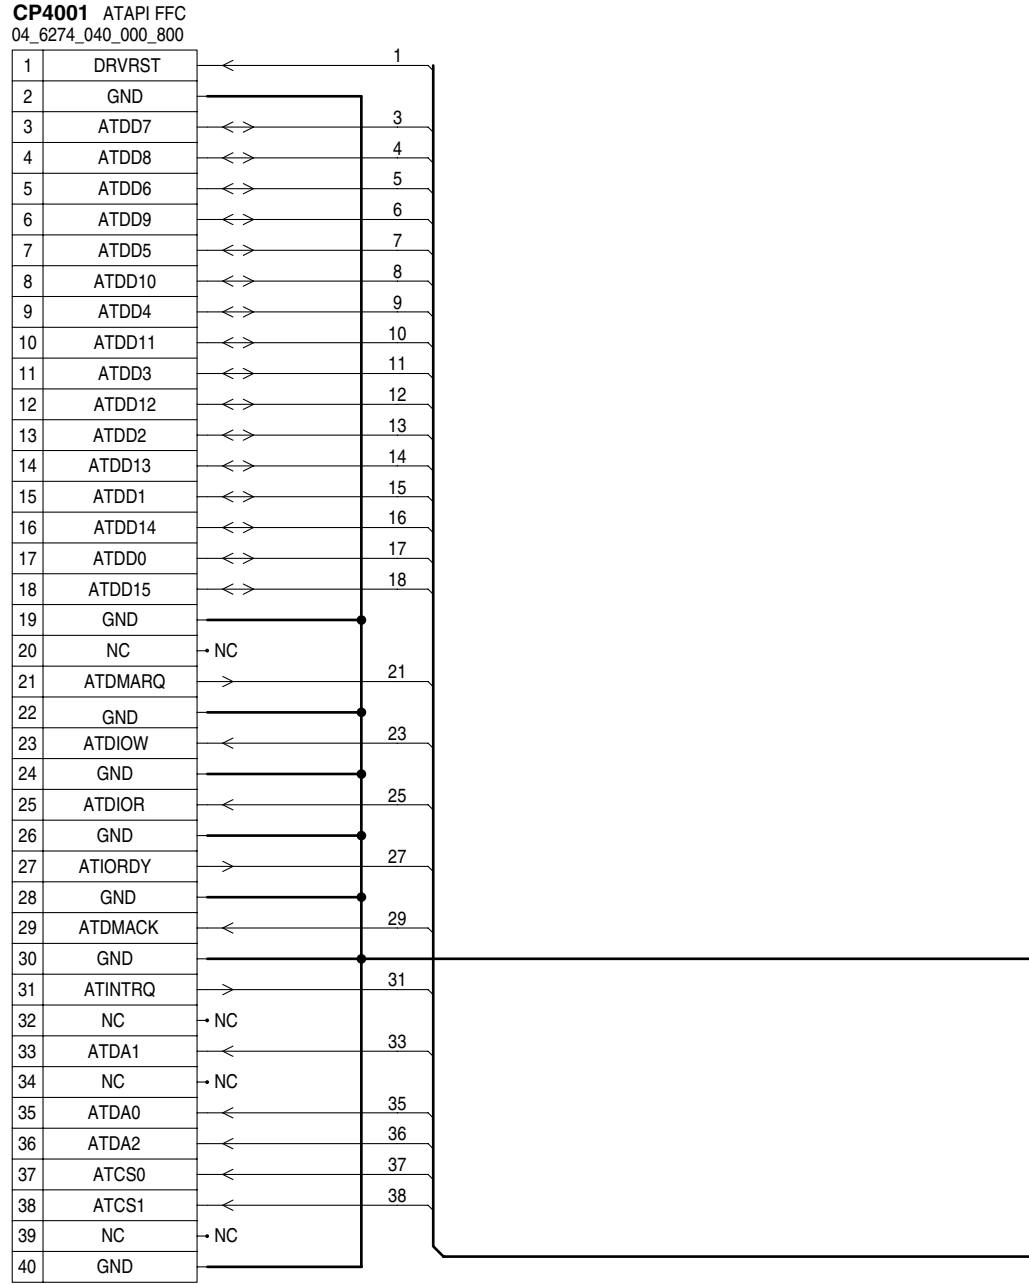 CP4001 ATAPI FFC
04_6274_040_000_800
1 DRVRST 1
2 GND
3 ATDD7 3
4 ATDD8 4
5 ATDD6 5
6 ATDD9 6
7 ATDD5 7
8 ATDD10 8
9 ATDD4 9
10 ATDD11 10
11 ATDD3 11
12 ATDD12 12
13 ATDD2 13
14 ATDD13 14
15 ATDD1 15
16 ATDD14 16
17 ATDD0 17
18 ATDD15 18
19 GND
20 NC NC
21 ATDMARQ 21
22 GND
23 ATDIOW 23
24 GND
25 ATDIOR 25
26 GND
27 ATIORDY 27
28 GND
29 ATDMACK 29
30 GND
31 ATINTRQ 31
32 NC NC
33 ATDA1 33
34 NC NC
35 ATDA0 35
36 ATDA2 36
37 ATCS0 37
38 ATCS1 38
39 NC NC
40 GND